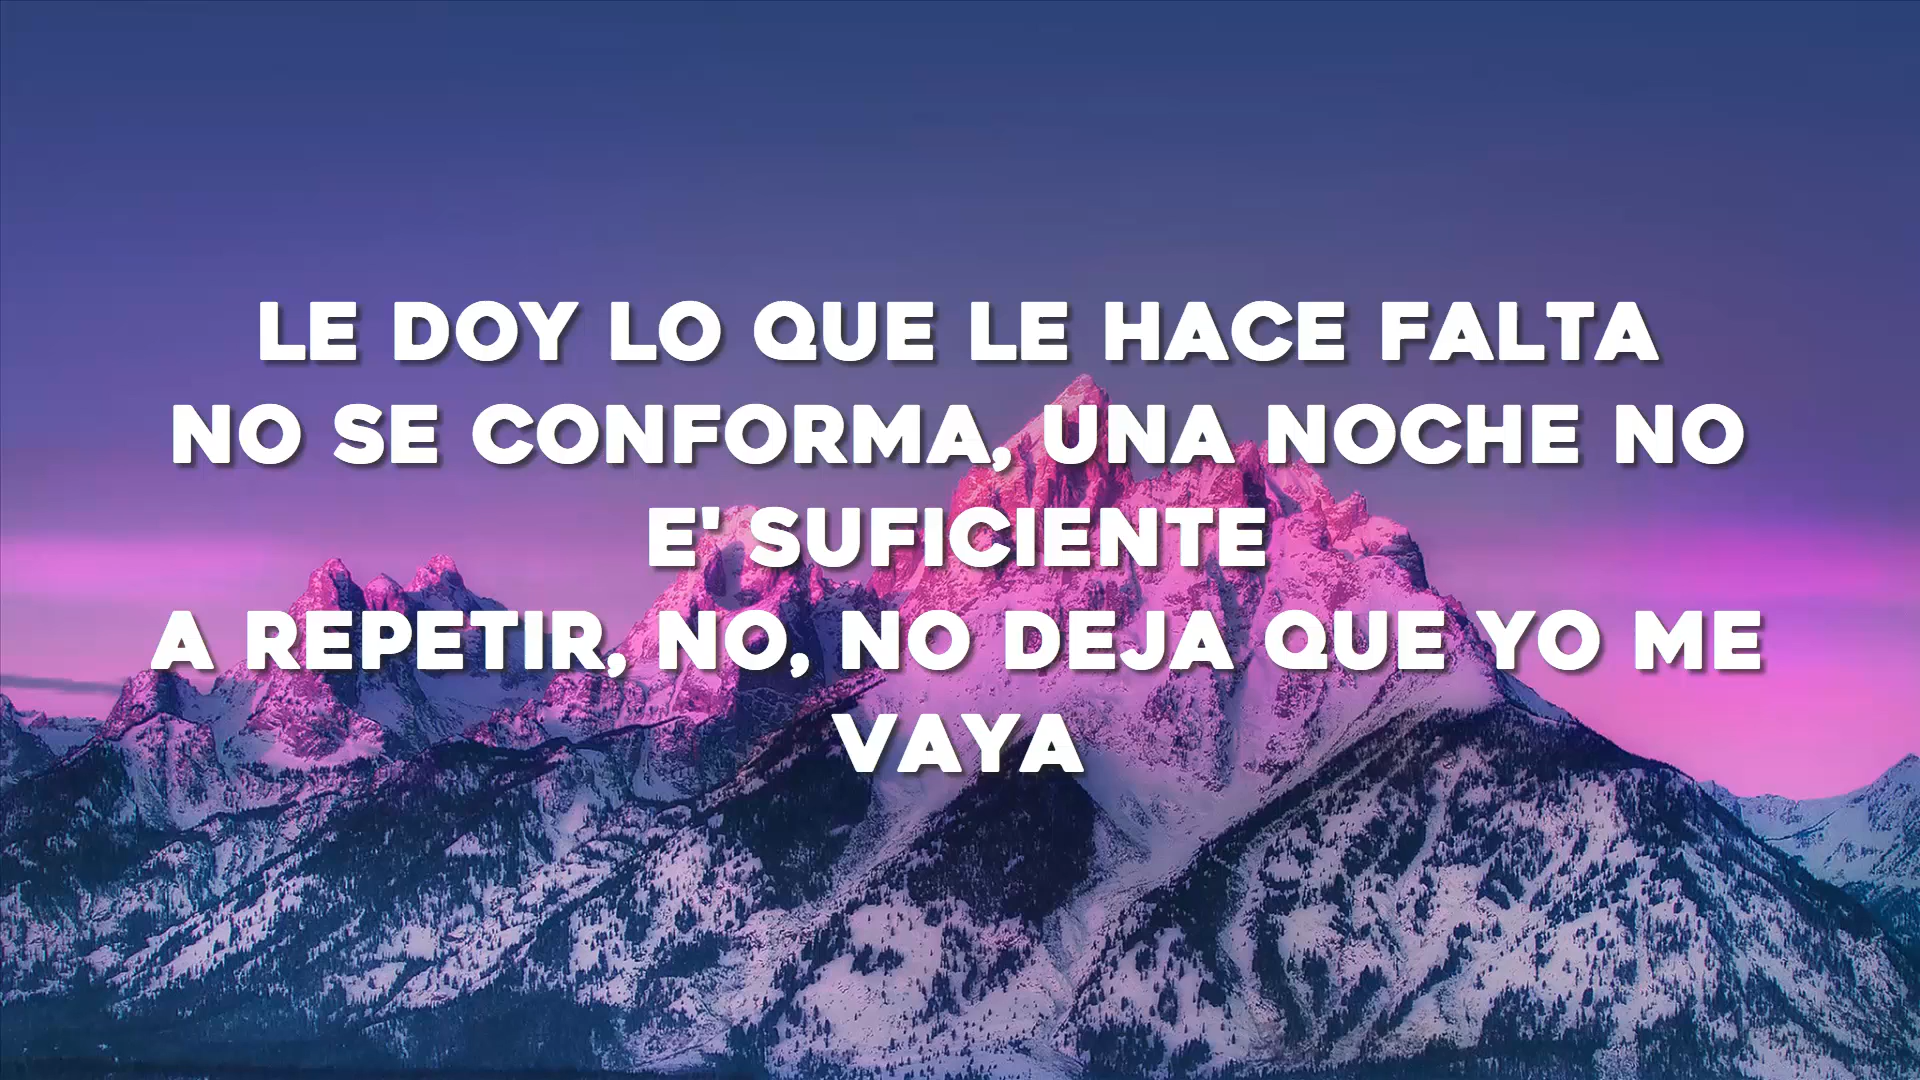 LE DOY LO QUE LE HACE FALTA
NO SE CONFORMA, UNA NOCHE NO
E' SUFICIENTE
A REPETIR, NO, NO DEJA QUE YO ME
VAYA